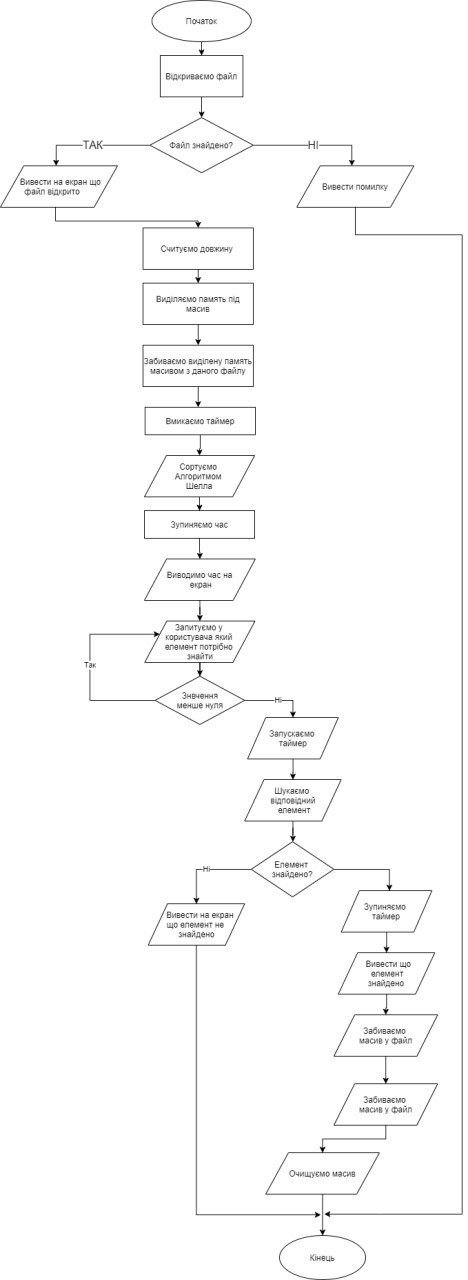 Початок
Відкриваємо файл
Файл знайдено?
ТАК
НІ
Вивести на екран що
файл відкрито
Вивести помилку
Считуємо довжину
Виділяємо память під
масив
Забиваємо виділену память
масивом з даного файлу
Вмикаємо таймер
Сортуємо
Алгоритмом
Шелла
Зупиняємо час
Виводимо час на
екран
Запитуємо у
користувача який
елемент потрібно
знайти
Так
Знвчення
менше нуля
Ні
Запускаємо
таймер
Шукаємо
відповідний
елемент
Елемент
знайдено?
Ні
Вивести на екран
що елемент не
знайдено
Зупиняємо
таймер
Вивести що
елемент
знайдено
Забиваємо
масив у файл
Забиваємо
масив у файл
Очищуємо масив
Кінець